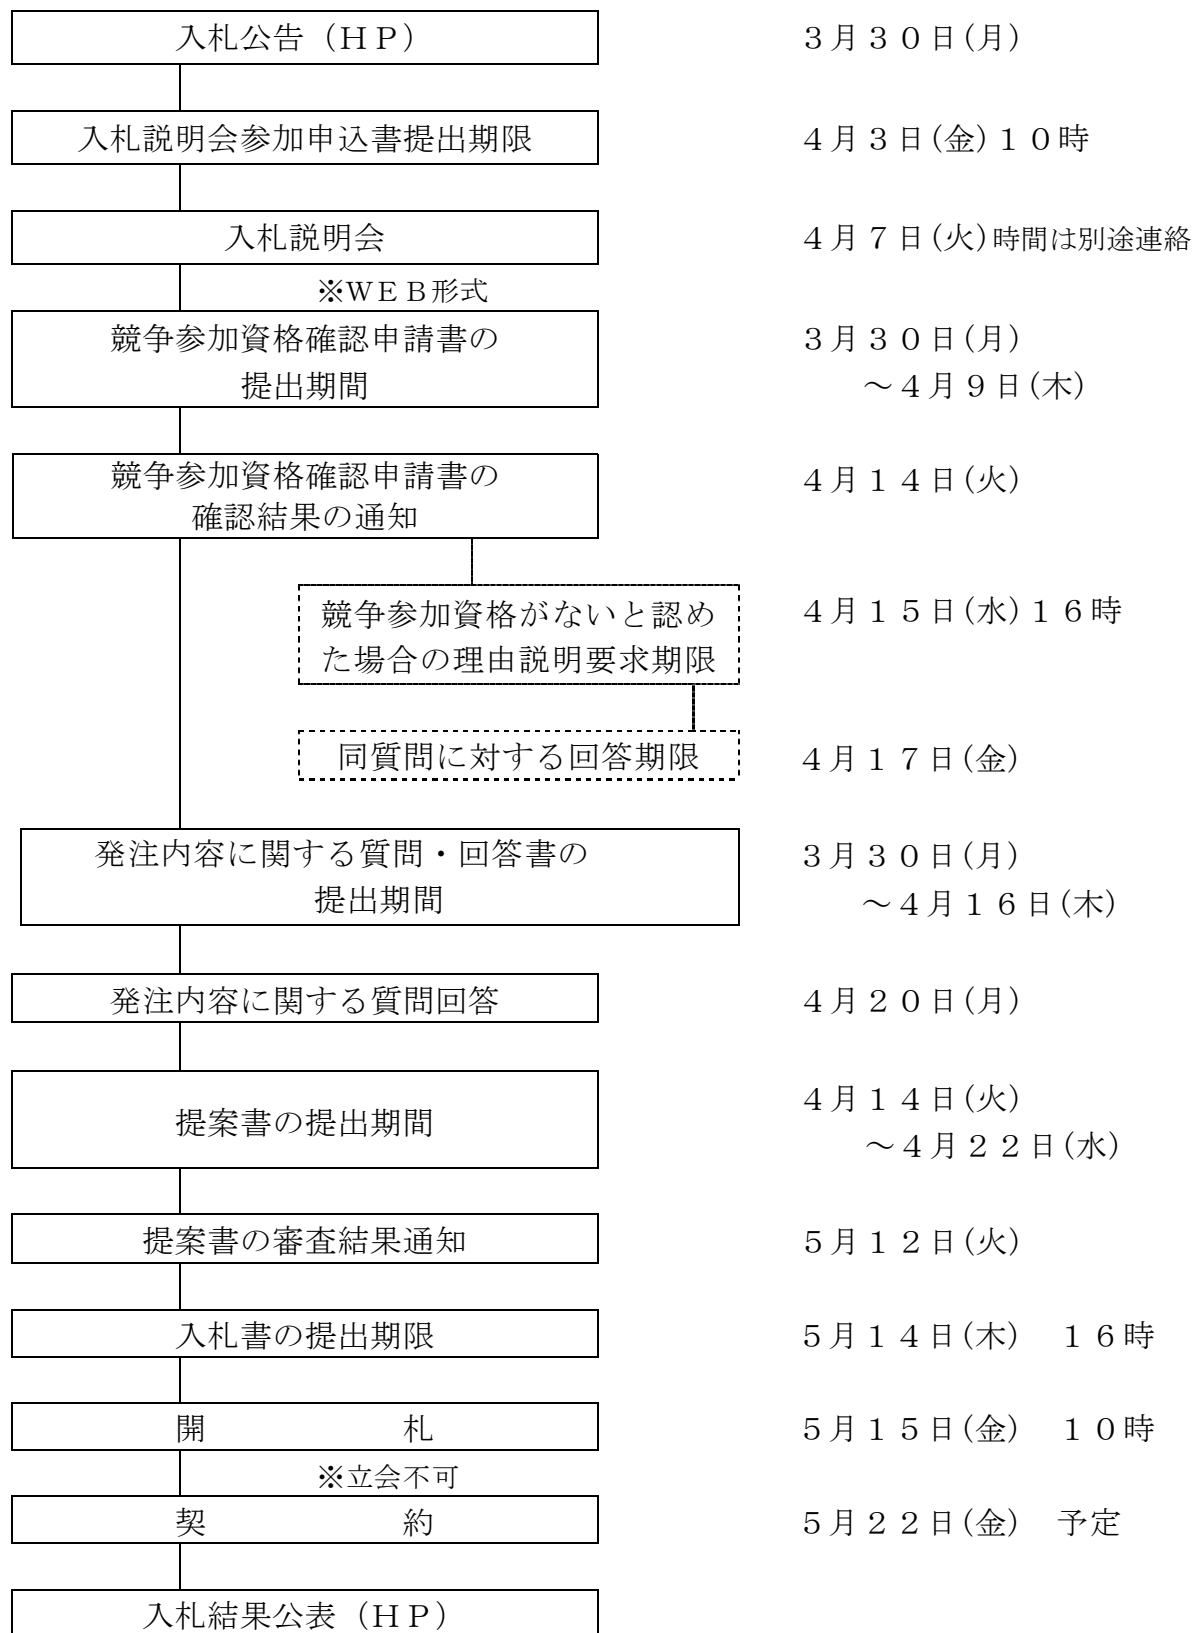 入札公告（ＨＰ）　３月３０日(月)
入札説明会参加申込書提出期限　４月３日(金)１０時
入札説明会　４月７日(火)時間は別途連絡
※ＷＥＢ形式
競争参加資格確認申請書の　３月３０日(月)
提出期間　～４月９日(木)
競争参加資格確認申請書の　４月１４日(火)
確認結果の通知
競争参加資格がないと認め　４月１５日(水)１６時
た場合の理由説明要求期限
同質問に対する回答期限　４月１７日(金)
発注内容に関する質問・回答書の　３月３０日(月)
提出期間　～４月１６日(木)
発注内容に関する質問回答　４月２０日(月)
提案書の提出期間　４月１４日(火)
～４月２２日(水)
提案書の審査結果通知　５月１２日(火)
入札書の提出期限　５月１４日(木)　１６時
開　札　５月１５日(金)　１０時
※立会不可
契　約　５月２２日(金)　予定
入札結果公表（ＨＰ）